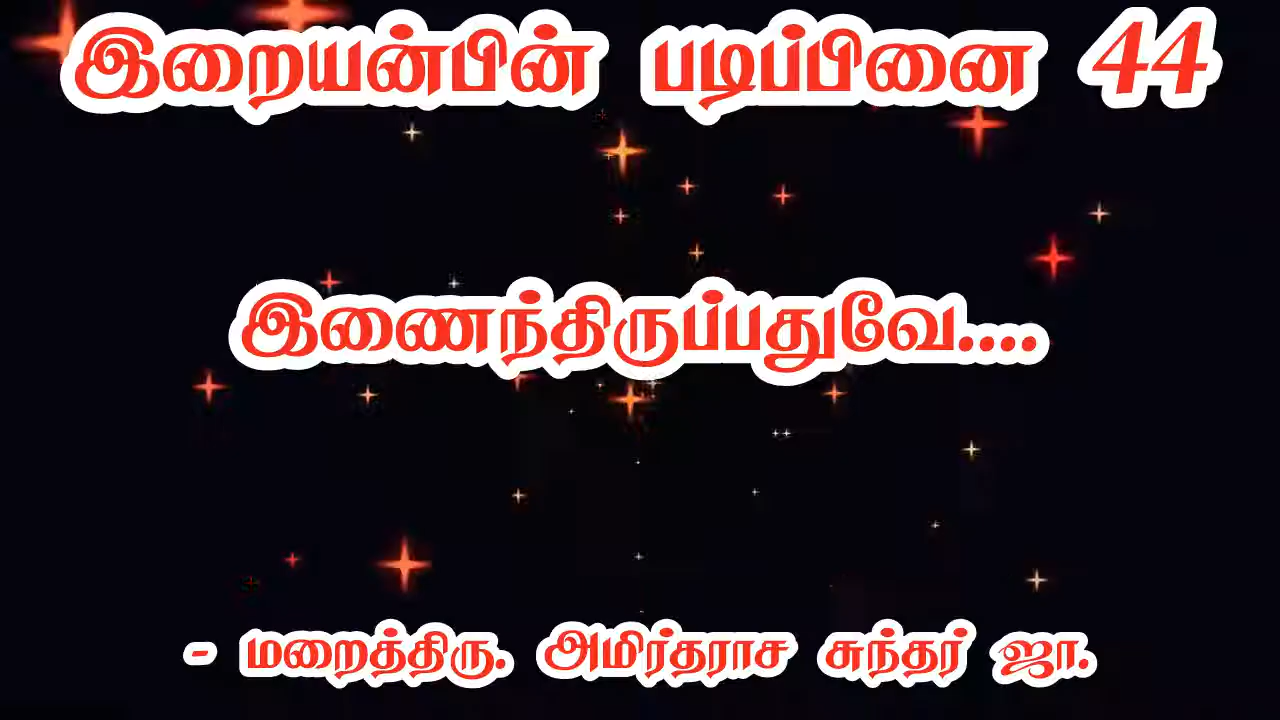 இறையன்பின் படிப்பினை 44
இணைந்திருப்பதுவே....
- மறைத்திரு. அமிர்தராச சுந்தர் ஜா.